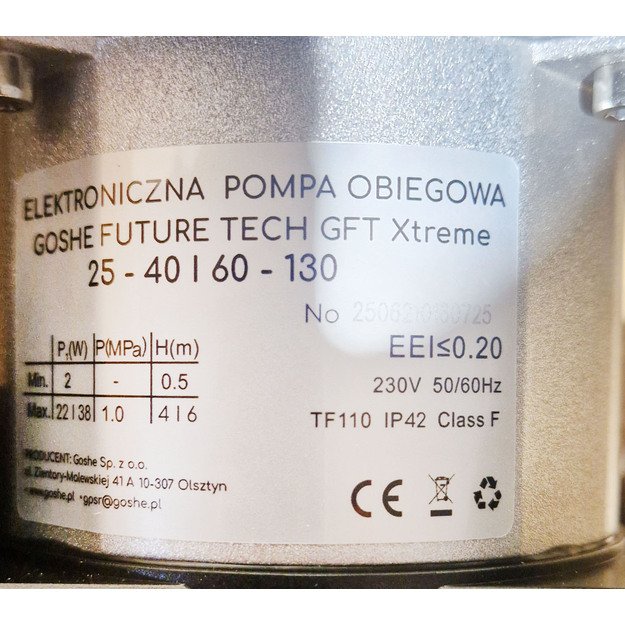 ELEKTRONICZNA POMPA OBIEGOWA
GOSHE FUTURE TECH GFT Xtreme
25 - 40 | 60 - 130
No
EEI≤0.20
P₁(W) P(MPa) H(m)
Min. 2 - 0.5
Max. 22 | 38 1.0 4 | 6
230V 50/60Hz
TF110 IP42 Class F
PRODUCENT: Goshe Sp. z o.o.
ul. Zientary-Malewskiej 41 A 10-307 Olsztyn
www.goshe.pl *gpsr@goshe.pl
CE